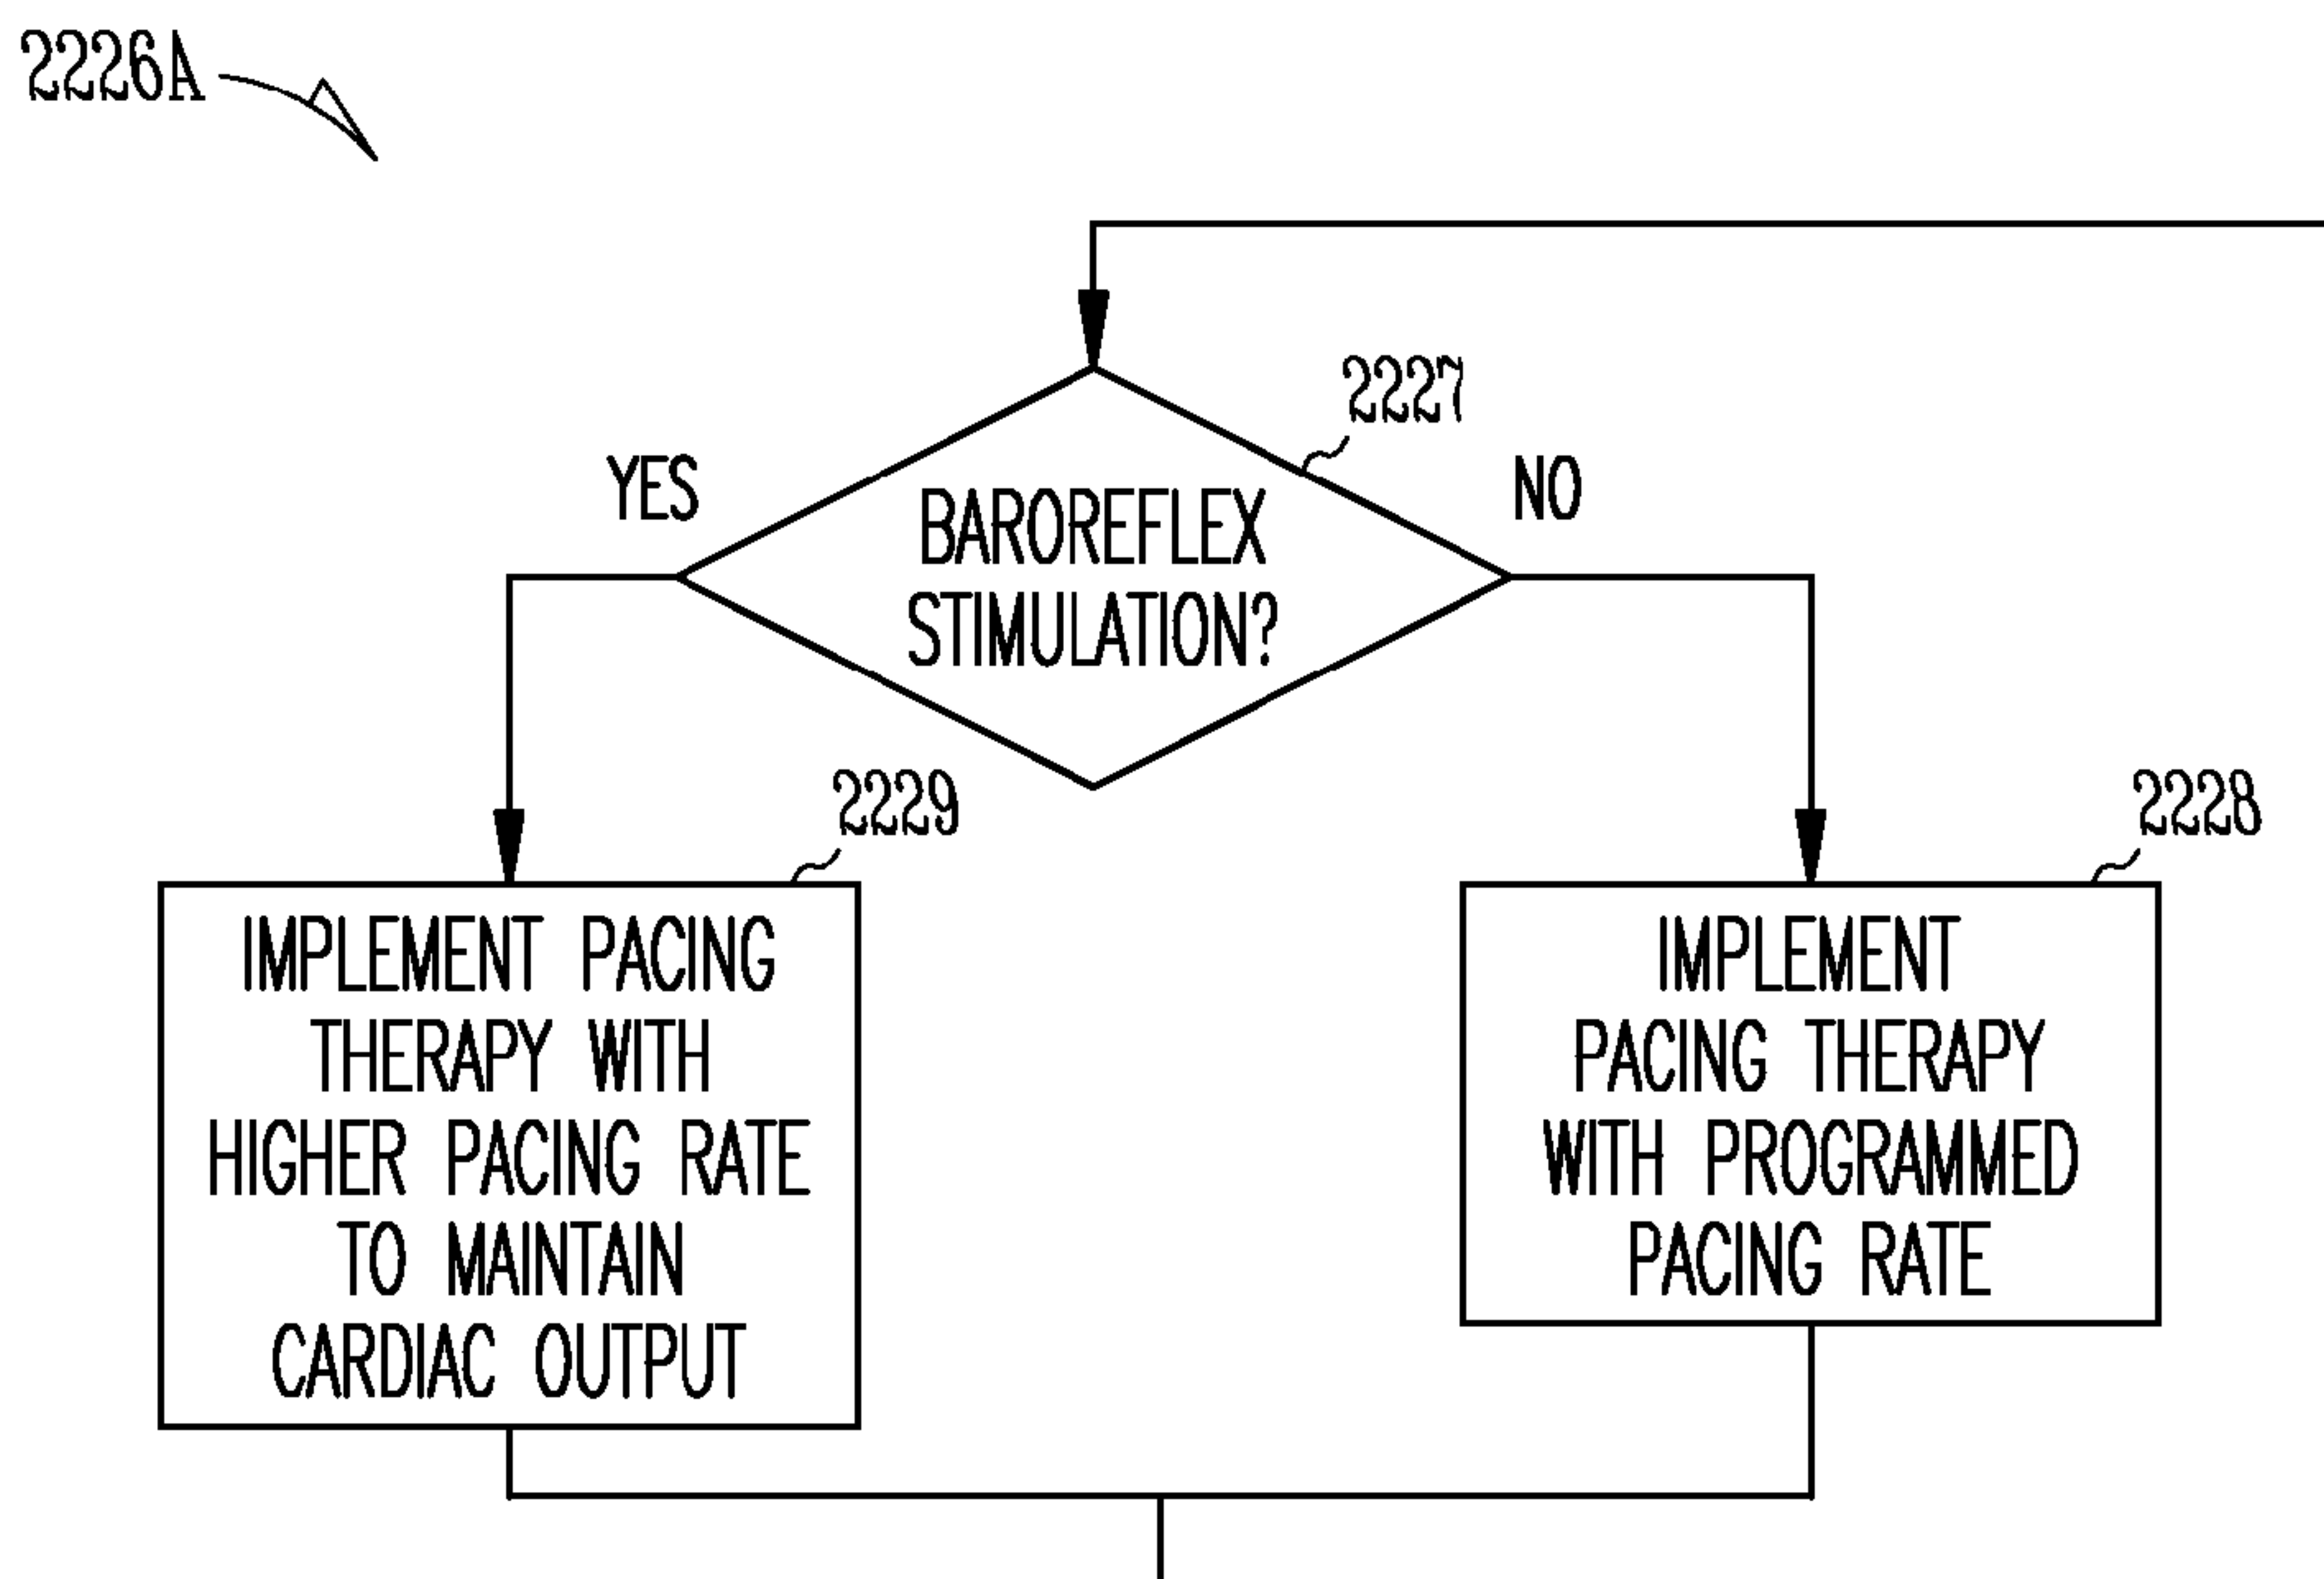 2226A
2227
YES
NO
BAROREFLEX
STIMULATION?
2229
2228
IMPLEMENT PACING
THERAPY WITH
HIGHER PACING RATE
TO MAINTAIN
CARDIAC OUTPUT
IMPLEMENT
PACING THERAPY
WITH PROGRAMMED
PACING RATE